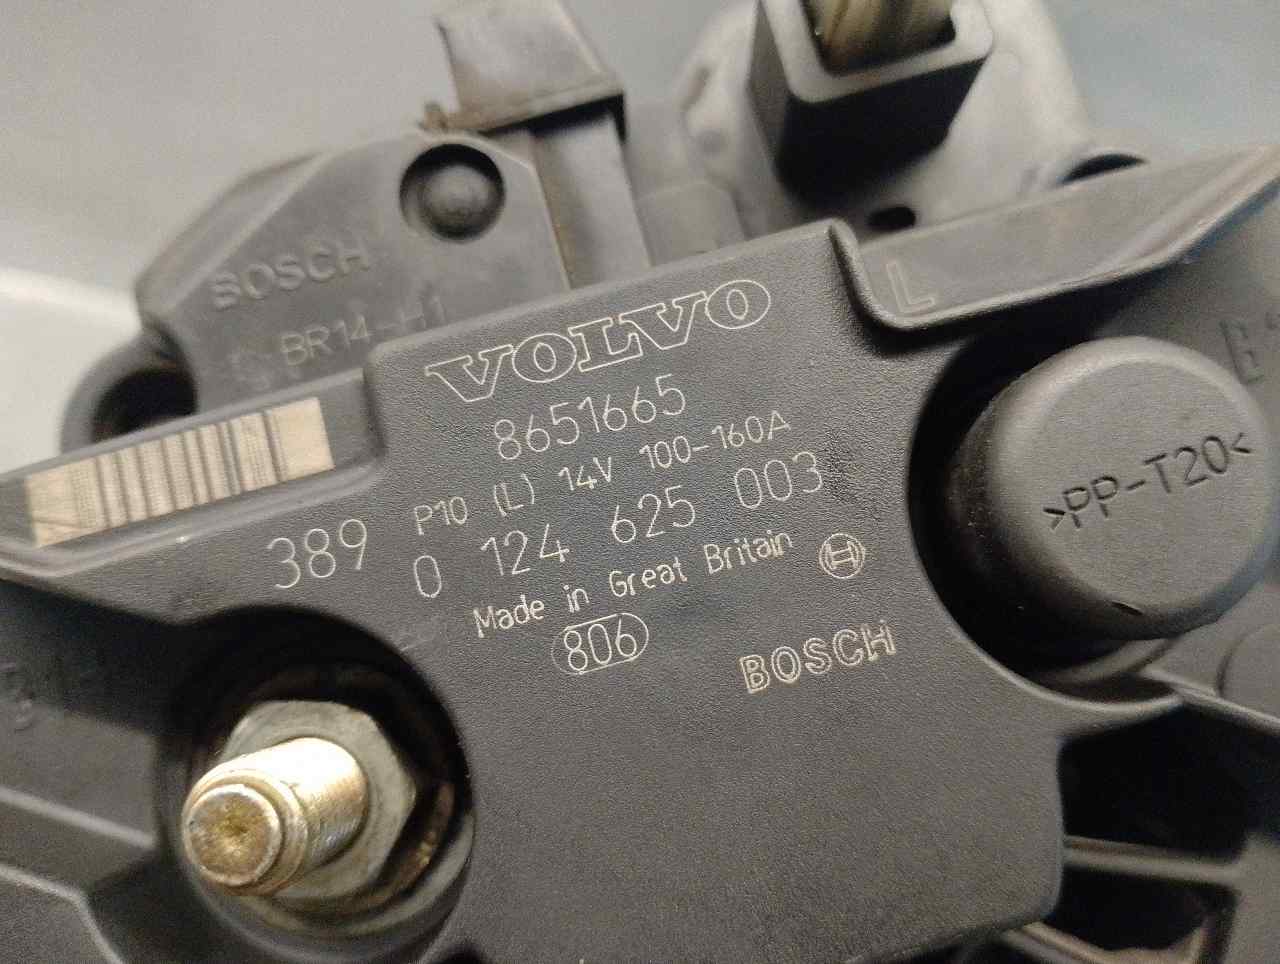 BOSCH
BR14-H1
L
VOLVO
8651665
P10 (L) 14V 100-160A
389 0 124 625 003
Made in Great Britain
806
BOSCH
>PP-T20<